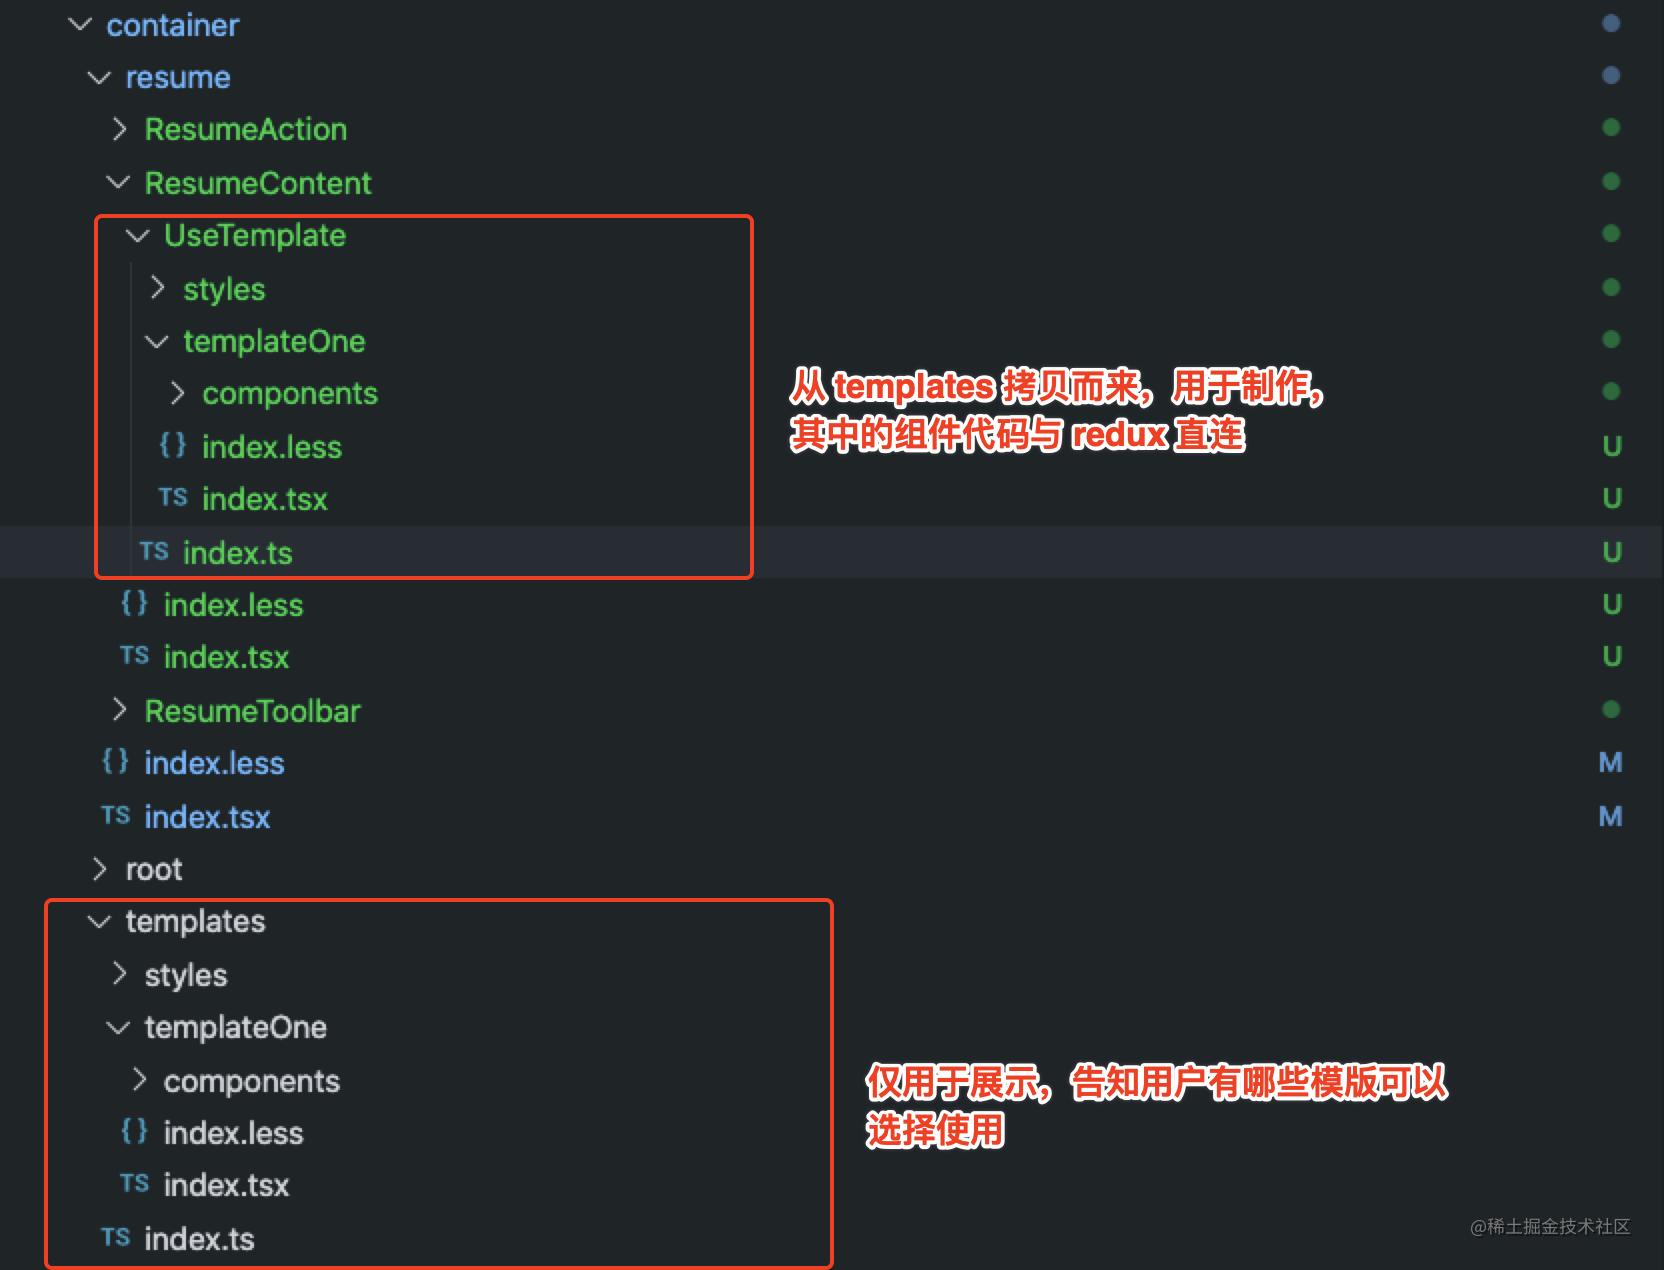 container
resume
ResumeAction
ResumeContent
UseTemplate
styles
templateOne
components
{} index.less U
TS index.tsx U
TS index.ts U
{} index.less U
TS index.tsx U
ResumeToolbar
{} index.less M
TS index.tsx M
root
templates
styles
templateOne
components
{} index.less
TS index.tsx
TS index.ts
从 templates 拷贝而来，用于制作，
其中的组件代码与 redux 直连
仅用于展示，告知用户有哪些模版可以
选择使用
@稀土掘金技术社区